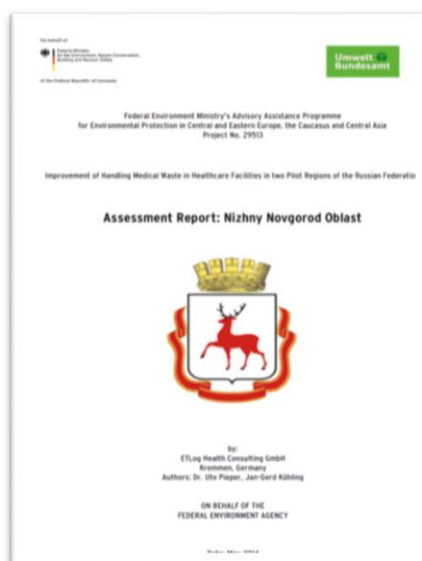 On behalf of:
Federal Ministry
for the Environment, Nature Conservation,
Building and Nuclear Safety
of the Federal Republic of Germany
Umwelt
Bundesamt
Federal Environment Ministry's Advisory Assistance Programme
for Environmental Protection in Central and Eastern Europe, the Caucasus and Central Asia
Project No. 29513
Improvement of Handling Medical Waste in Healthcare Facilities in two Pilot Regions of the Russian Federatio
Assessment Report: Nizhny Novgorod Oblast
by:
ETLog Health Consulting GmbH
Kremmen, Germany
Authors: Dr. Ute Pieper, Jan-Gerd Kühling
ON BEHALF OF THE
FEDERAL ENVIRONMENT AGENCY